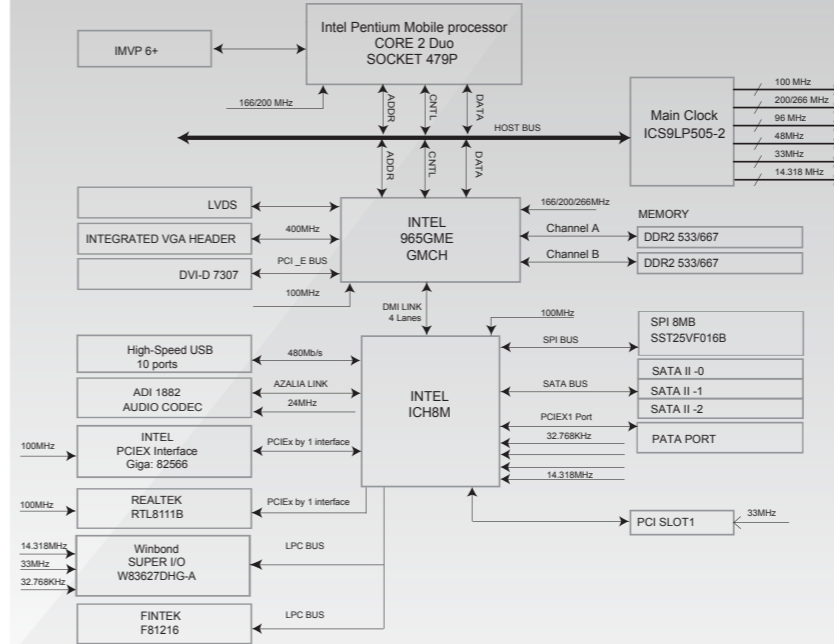 Intel Pentium Mobile processor
CORE 2 Duo
SOCKET 479P
IMVP 6+
166/200 MHz
ADDR
CNTL
DATA
HOST BUS
Main Clock
ICS9LP505-2
100 MHz
200/266 MHz
96 MHz
48MHz
33MHz
14.318 MHz
ADDR
CNTL
DATA
LVDS
INTEGRATED VGA HEADER
400MHz
DVI-D 7307
PCI _E BUS
100MHz
INTEL
965GME
GMCH
166/200/266MHz
Channel A
Channel B
MEMORY
DDR2 533/667
DDR2 533/667
DMI LINK
4 Lanes
100MHz
High-Speed USB
10 ports
480Mb/s
ADI 1882
AUDIO CODEC
AZALIA LINK
24MHz
INTEL
ICH8M
SPI BUS
SPI 8MB
SST25VF016B
SATA BUS
SATA II -0
SATA II -1
SATA II -2
PCIEX1 Port
PATA PORT
32.768KHz
14.318MHz
100MHz
INTEL
PCIEX Interface
Giga: 82566
PCIEx by 1 interface
100MHz
REALTEK
RTL8111B
PCIEx by 1 interface
PCI SLOT1
33MHz
14.318MHz
33MHz
32.768KHz
Winbond
SUPER I/O
W83627DHG-A
LPC BUS
FINTEK
F81216
LPC BUS